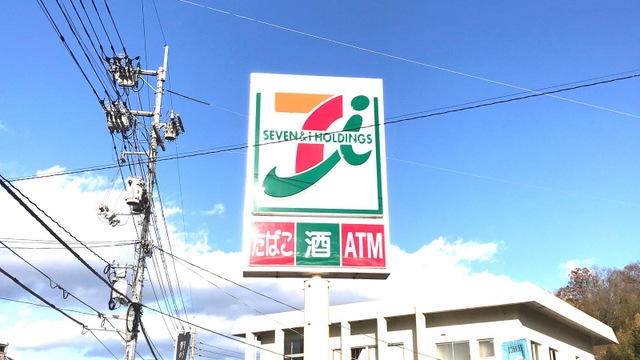 SEVEN & i HOLDINGS
たばこ 酒 ATM